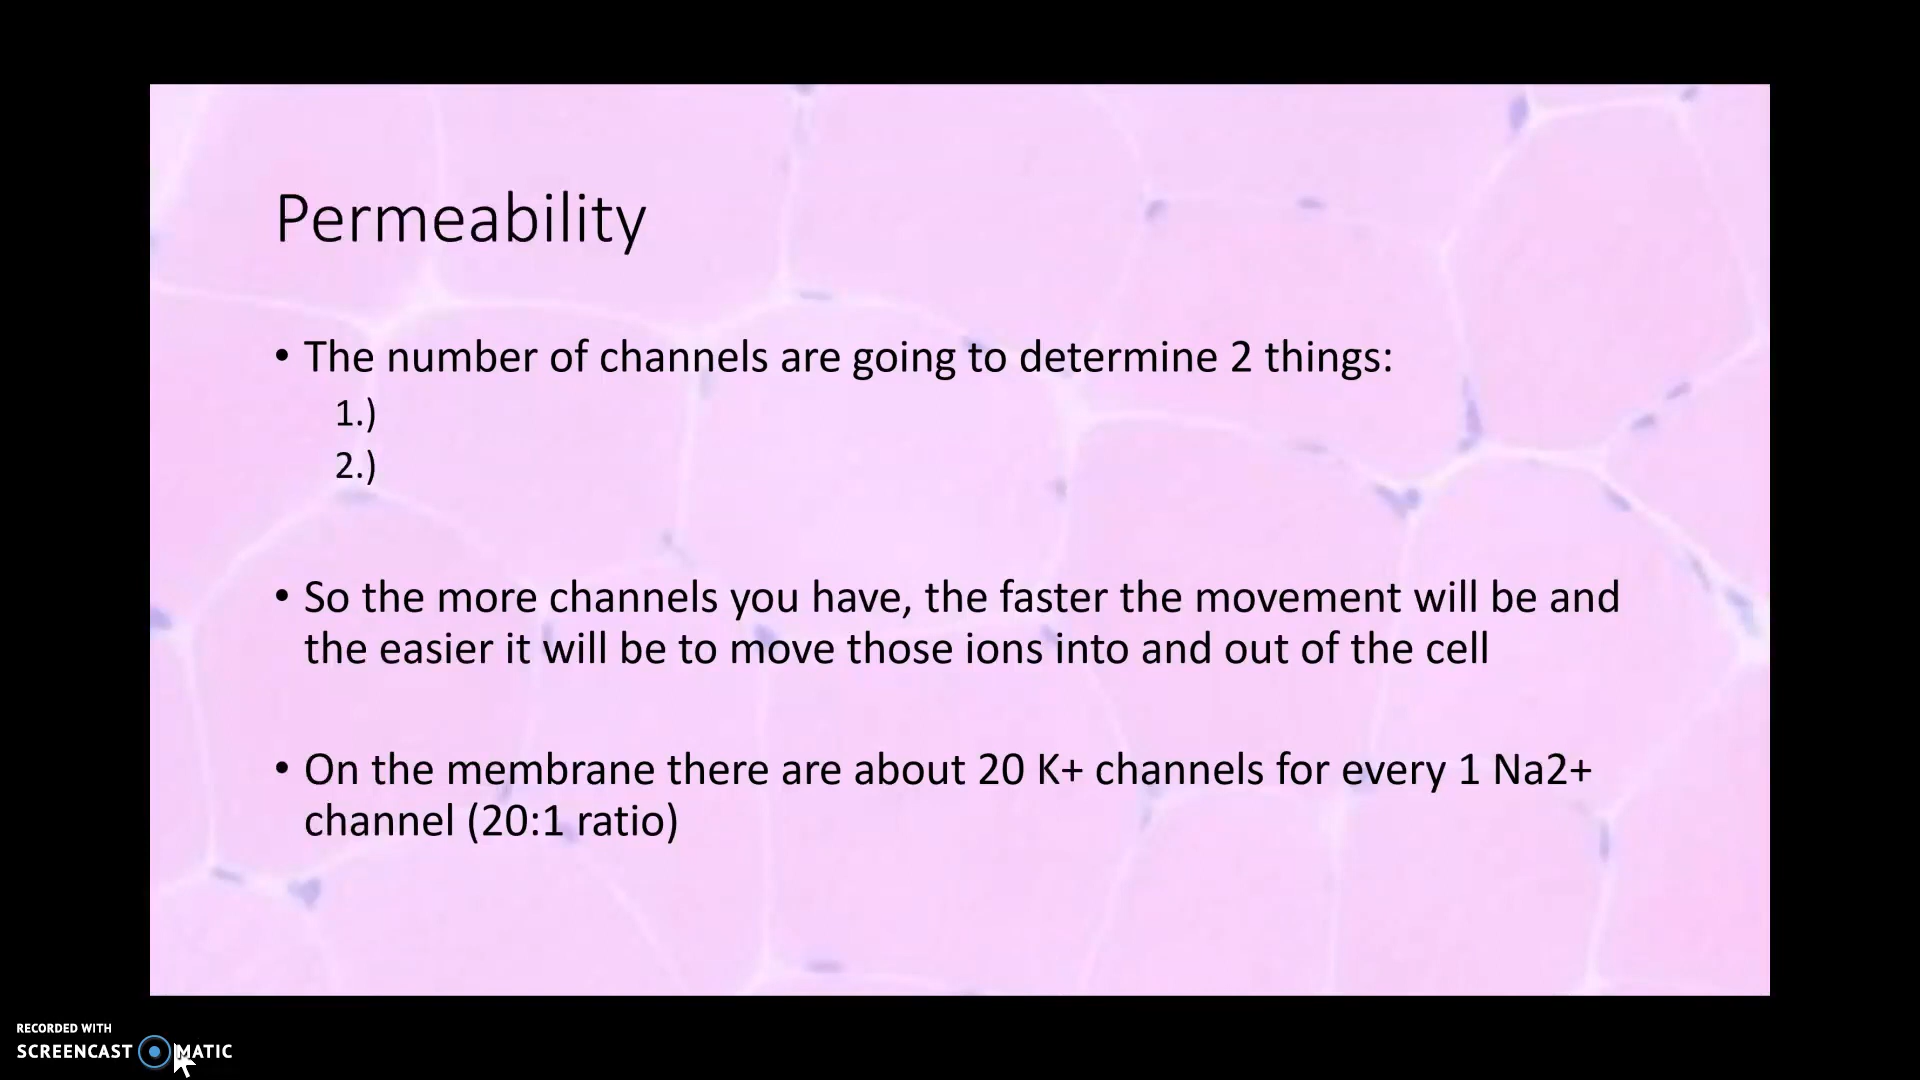 Permeability
• The number of channels are going to determine 2 things:
1.)
2.)
• So the more channels you have, the faster the movement will be and
the easier it will be to move those ions into and out of the cell
• On the membrane there are about 20 K+ channels for every 1 Na2+
channel (20:1 ratio)
RECORDED WITH
SCREENCAST MATIC